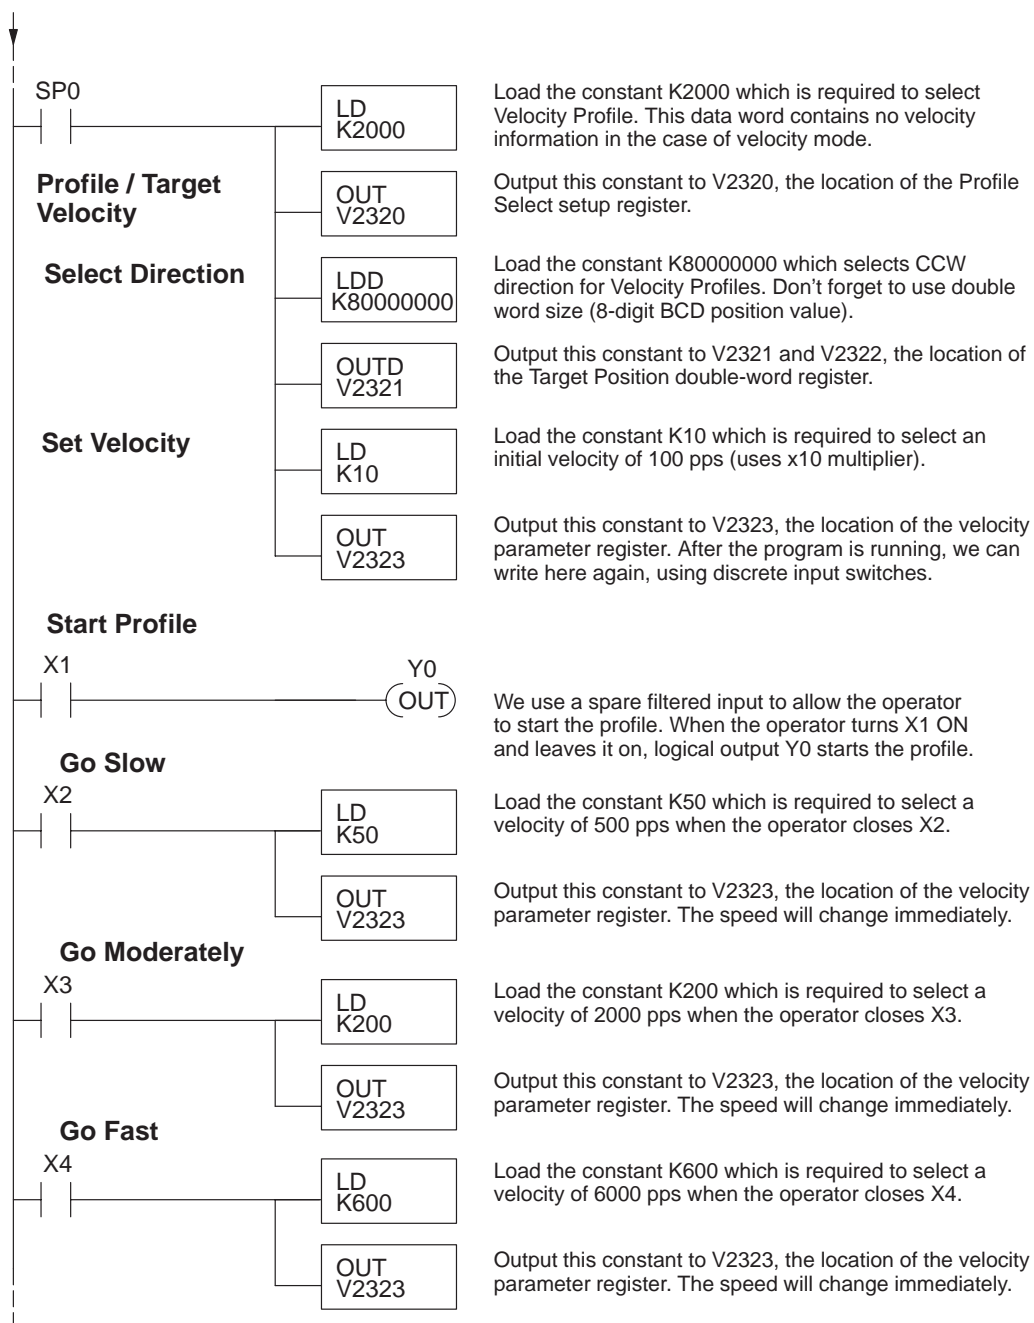 SP0
LD
K2000
Load the constant K2000 which is required to select
Velocity Profile. This data word contains no velocity
information in the case of velocity mode.
Profile / Target
Velocity
OUT
V2320
Output this constant to V2320, the location of the Profile
Select setup register.
Select Direction
LDD
K80000000
Load the constant K80000000 which selects CCW
direction for Velocity Profiles. Don’t forget to use double
word size (8-digit BCD position value).
OUTD
V2321
Output this constant to V2321 and V2322, the location of
the Target Position double-word register.
Set Velocity
LD
K10
Load the constant K10 which is required to select an
initial velocity of 100 pps (uses x10 multiplier).
OUT
V2323
Output this constant to V2323, the location of the velocity
parameter register. After the program is running, we can
write here again, using discrete input switches.
Start Profile
X1
Y0
OUT
We use a spare filtered input to allow the operator
to start the profile. When the operator turns X1 ON
and leaves it on, logical output Y0 starts the profile.
Go Slow
X2
LD
K50
Load the constant K50 which is required to select a
velocity of 500 pps when the operator closes X2.
OUT
V2323
Output this constant to V2323, the location of the velocity
parameter register. The speed will change immediately.
Go Moderately
X3
LD
K200
Load the constant K200 which is required to select a
velocity of 2000 pps when the operator closes X3.
OUT
V2323
Output this constant to V2323, the location of the velocity
parameter register. The speed will change immediately.
Go Fast
X4
LD
K600
Load the constant K600 which is required to select a
velocity of 6000 pps when the operator closes X4.
OUT
V2323
Output this constant to V2323, the location of the velocity
parameter register. The speed will change immediately.